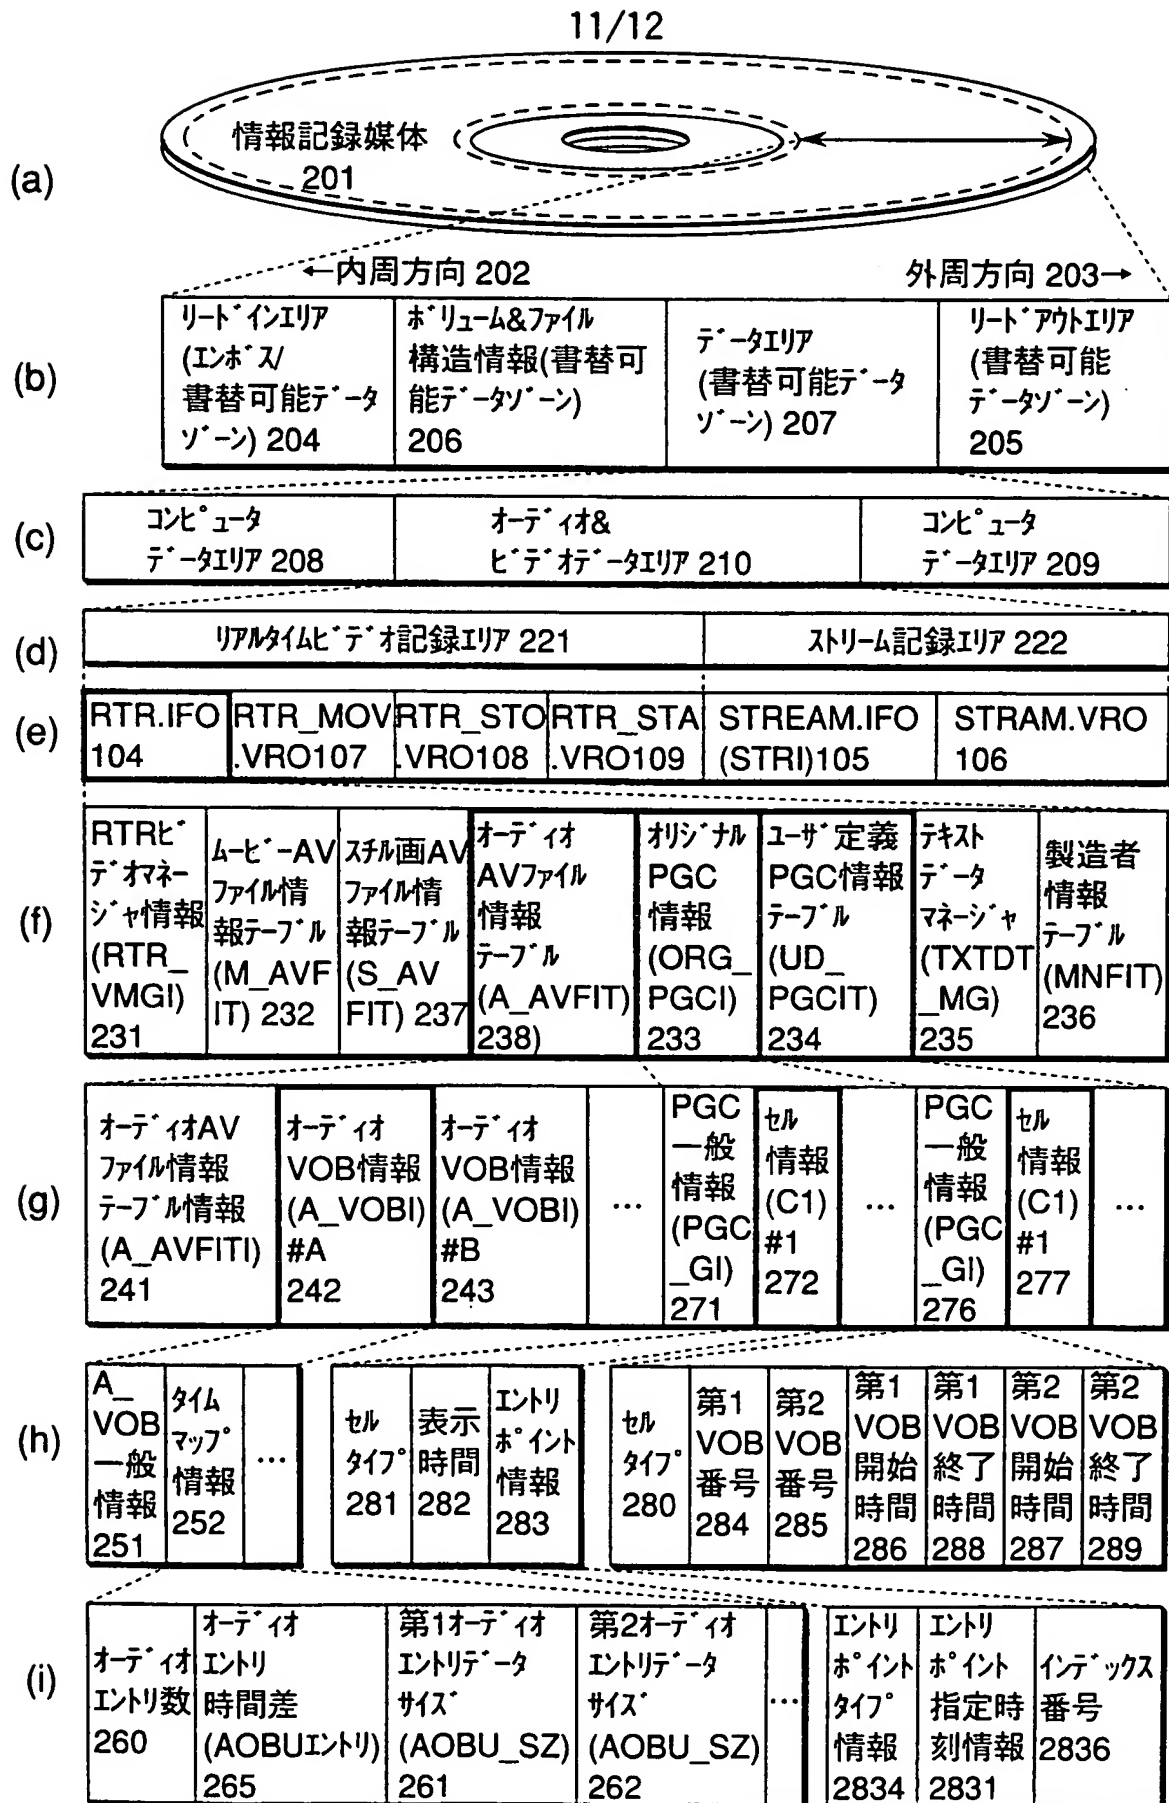 11/12
(a)
情報記録媒体
201
←内周方向 202
外周方向 203→
(b)
リードインエリア
(エンボス/
書替可能データ
ゾーン) 204
ボリューム&ファイル
構造情報(書替可
能データゾーン)
206
データエリア
(書替可能データ
ゾーン) 207
リードアウトエリア
(書替可能
データゾーン)
205
(c)
コンピュータ
データエリア 208
オーディオ&
ビデオデータエリア 210
コンピュータ
データエリア 209
(d)
リアルタイムビデオ記録エリア 221
ストリーム記録エリア 222
(e)
RTR.IFO
104
RTR_MOV
.VRO107
RTR_STO
.VRO108
RTR_STA
.VRO109
STREAM.IFO
(STRI)105
STRAM.VRO
106
(f)
RTRビ
デオマネー
ジャ情報
(RTR_
VMGI)
231
ムービーAV
ファイル情
報テーブル
(M_AVF
IT) 232
スチル画AV
ファイル情
報テーブル
(S_AV
FIT) 237
オーディオ
AVファイル
情報
テーブル
(A_AVFIT)
238)
オリジナル
PGC
情報
(ORG_
PGCI)
233
ユーザ定義
PGC情報
テーブル
(UD_
PGCIT)
234
テキスト
データ
マネージャ
(TXTDT
_MG)
235
製造者
情報
テーブル
(MNFIT)
236
(g)
オーディオAV
ファイル情報
テーブル情報
(A_AVFITI)
241
オーディオ
VOB情報
(A_VOBI)
#A
242
オーディオ
VOB情報
(A_VOBI)
#B
243
…
PGC
一般
情報
(PGC
_GI)
271
セル
情報
(C1)
#1
272
…
PGC
一般
情報
(PGC
_GI)
276
セル
情報
(C1)
#1
277
…
(h)
A_
VOB
一般
情報
251
タイム
マップ
情報
252
…
セル
タイプ
281
表示
時間
282
エントリ
ポイント
情報
283
セル
タイプ
280
第1
VOB
番号
284
第2
VOB
番号
285
第1
VOB
開始
時間
286
第1
VOB
終了
時間
288
第2
VOB
開始
時間
287
第2
VOB
終了
時間
289
(i)
オーディオ
エントリ数
260
オーディオ
エントリ
時間差
(AOBUエントリ)
265
第1オーディオ
エントリデータ
サイズ
(AOBU_SZ)
261
第2オーディオ
エントリデータ
サイズ
(AOBU_SZ)
262
…
エントリ
ポイント
タイプ
情報
2834
エントリ
ポイント
指定時
刻情報
2831
インデックス
番号
2836